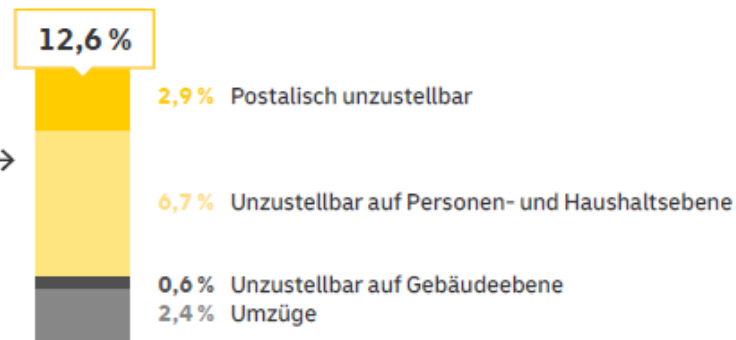 12,6 %
2,9 % Postalisch unzustellbar
6,7 % Unzustellbar auf Personen- und Haushaltsebene
0,6 % Unzustellbar auf Gebäudeebene
2,4 % Umzüge